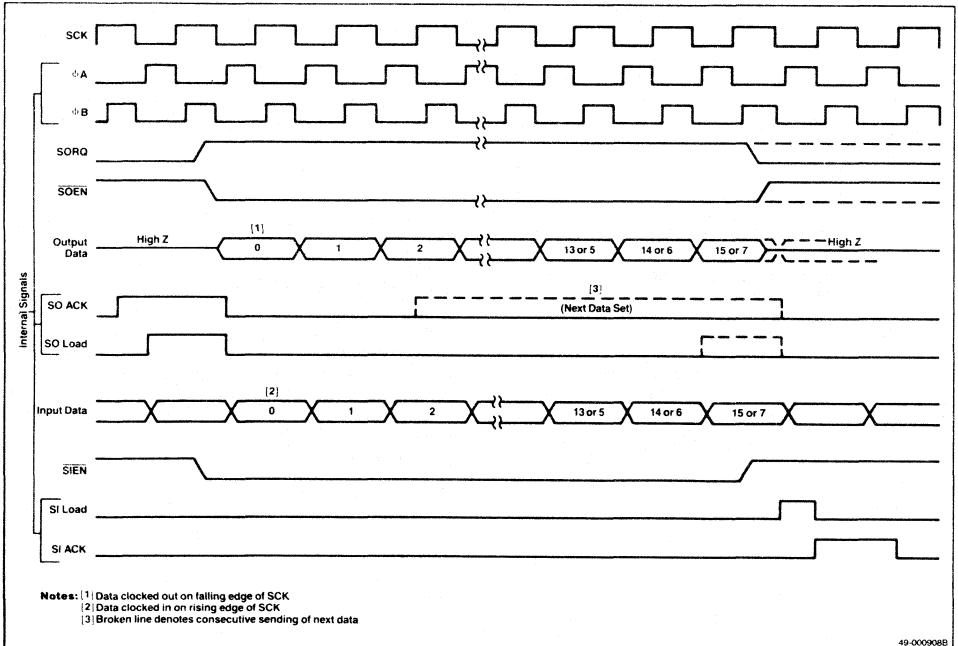 SCK
ϕA
ϕB
SORQ
SOEN
Output Data
High Z
[1]
0
1
2
13 or 5
14 or 6
15 or 7
High Z
Internal Signals
SO ACK
[3]
(Next Data Set)
SO Load
Input Data
[2]
0
1
2
13 or 5
14 or 6
15 or 7
SIEN
SI Load
SI ACK
Notes: [1] Data clocked out on falling edge of SCK
[2] Data clocked in on rising edge of SCK
[3] Broken line denotes consecutive sending of next data
49-000908B